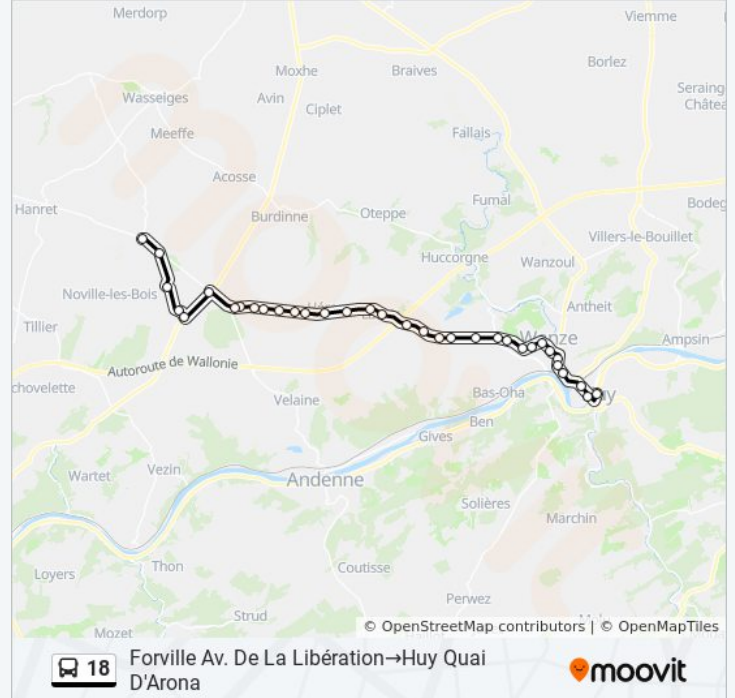 Merdorp
Viemme
Moxhe
Braives
Borlez
Wasseiges
Avin
Ciplet
Seraing
Châtea
Meeffe
Fallais
Acosse
Hanret
Burdinne
Oteppe
Fumal
Bodeg
Villers-le-Bouillet
Huccorgne
Wanzoul
Noville-les-Bois
Antheit
Tillier
Wanze
Ampsin
Autoroute de Wallonie
chovelette
Velaine
Bas-Oha
Ben
Gives
Wartet
Vezin
Andenne
Solières
Marchin
Loyers
Thon
Coutisse
Perwez
Strud
Mozet
© OpenStreetMap contributors | © OpenMapTiles
18
Forville Av. De La Libération→Huy Quai
D'Arona
moovit